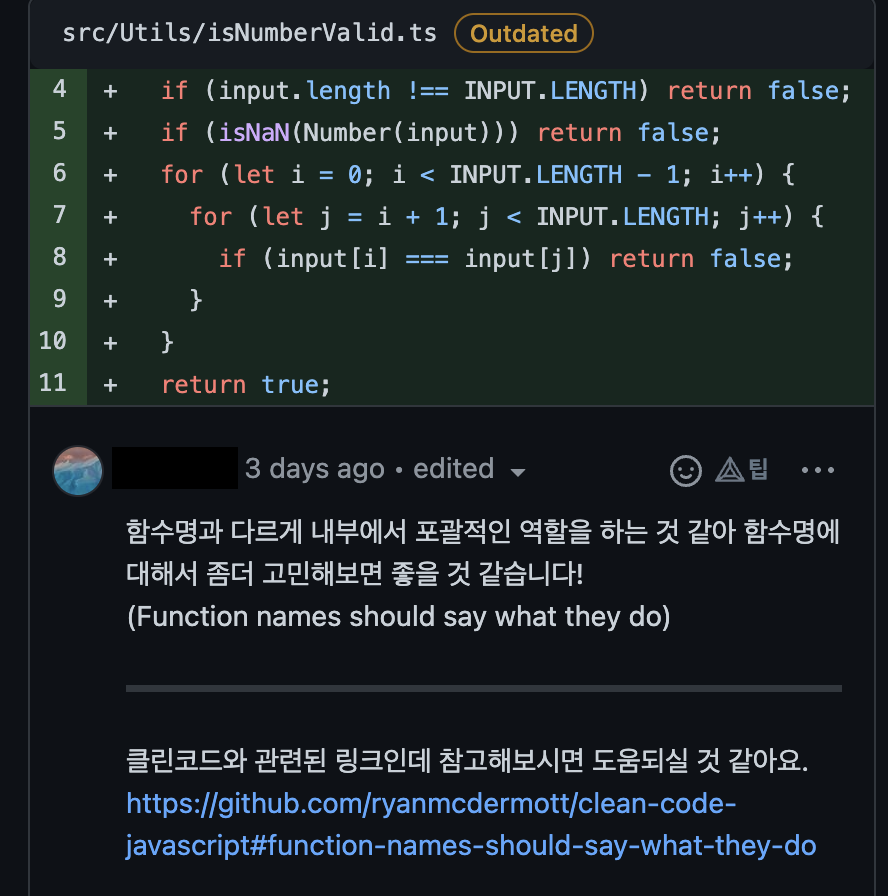 src/Utils/isNumberValid.ts Outdated
4 + if (input.length !== INPUT.LENGTH) return false;
5 + if (isNaN(Number(input))) return false;
6 + for (let i = 0; i < INPUT.LENGTH - 1; i++) {
7 + for (let j = i + 1; j < INPUT.LENGTH; j++) {
8 + if (input[i] === input[j]) return false;
9 + }
10 + }
11 + return true;
3 days ago • edited
팁
함수명과 다르게 내부에서 포괄적인 역할을 하는 것 같아 함수명에
대해서 좀더 고민해보면 좋을 것 같습니다!
(Function names should say what they do)
클린코드와 관련된 링크인데 참고해보시면 도움되실 것 같아요.
https://github.com/ryanmcdermott/clean-code-
javascript#function-names-should-say-what-they-do